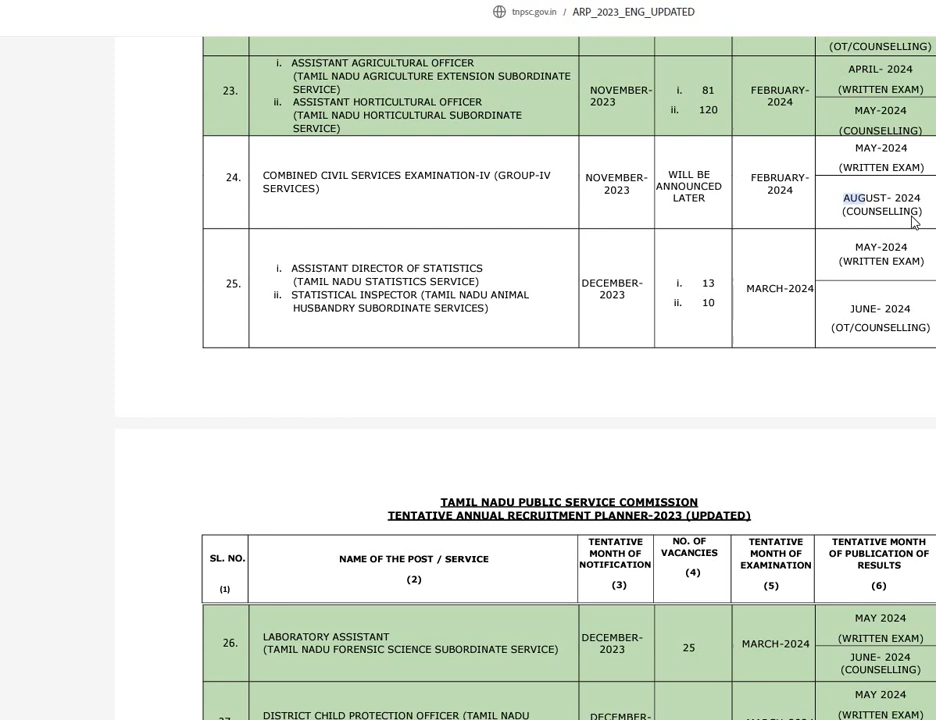 tnpsc.gov.in / ARP_2023_ENG_UPDATED
(OT/COUNSELLING)
23.
i. ASSISTANT AGRICULTURAL OFFICER
(TAMIL NADU AGRICULTURE EXTENSION SUBORDINATE
SERVICE)
ii. ASSISTANT HORTICULTURAL OFFICER
(TAMIL NADU HORTICULTURAL SUBORDINATE
SERVICE)
NOVEMBER-
2023
i. 81
ii. 120
FEBRUARY-
2024
APRIL- 2024
(WRITTEN EXAM)
MAY-2024
(COUNSELLING)
24.
COMBINED CIVIL SERVICES EXAMINATION-IV (GROUP-IV
SERVICES)
NOVEMBER-
2023
WILL BE
ANNOUNCED
LATER
FEBRUARY-
2024
MAY-2024
(WRITTEN EXAM)
AUGUST- 2024
(COUNSELLING)
25.
i. ASSISTANT DIRECTOR OF STATISTICS
(TAMIL NADU STATISTICS SERVICE)
ii. STATISTICAL INSPECTOR (TAMIL NADU ANIMAL
HUSBANDRY SUBORDINATE SERVICES)
DECEMBER-
2023
i. 13
ii. 10
MARCH-2024
MAY-2024
(WRITTEN EXAM)
JUNE- 2024
(OT/COUNSELLING)
TAMIL NADU PUBLIC SERVICE COMMISSION
TENTATIVE ANNUAL RECRUITMENT PLANNER-2023 (UPDATED)
SL. NO.
(1)
NAME OF THE POST / SERVICE
(2)
TENTATIVE
MONTH OF
NOTIFICATION
(3)
NO. OF
VACANCIES
(4)
TENTATIVE
MONTH OF
EXAMINATION
(5)
TENTATIVE MONTH
OF PUBLICATION OF
RESULTS
(6)
26.
LABORATORY ASSISTANT
(TAMIL NADU FORENSIC SCIENCE SUBORDINATE SERVICE)
DECEMBER-
2023
25
MARCH-2024
MAY 2024
(WRITTEN EXAM)
JUNE- 2024
(COUNSELLING)
DISTRICT CHILD PROTECTION OFFICER (TAMIL NADU
DECEMBER-
MAY 2024
(WRITTEN EXAM)